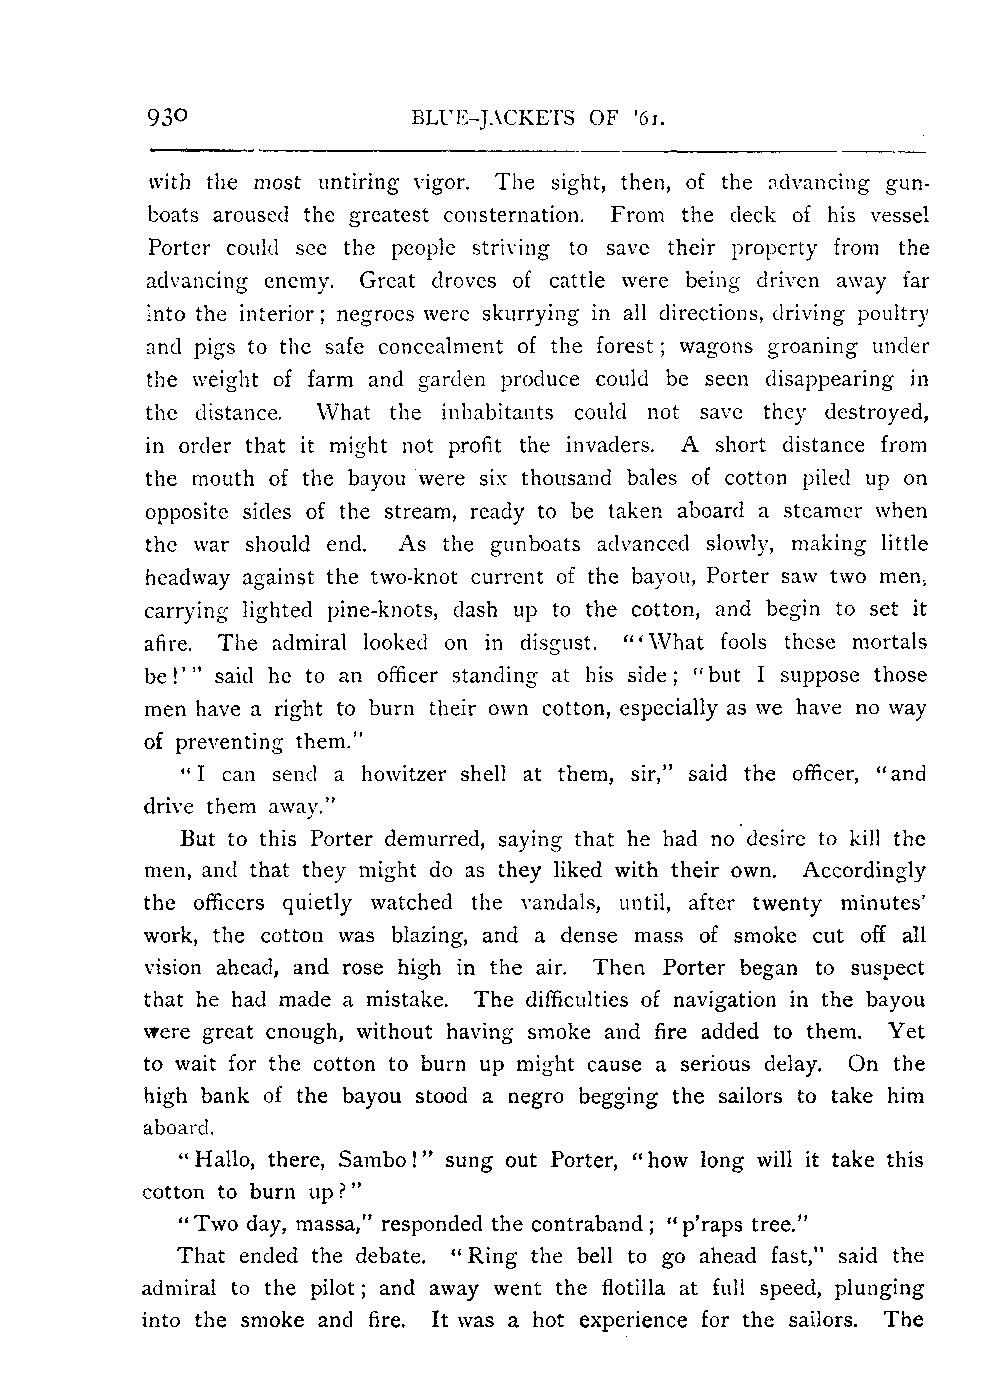 930 BLUE-JACKETS OF '61.
with the most untiring vigor. The sight, then, of the advancing gun-
boats aroused the greatest consternation. From the deck of his vessel
Porter could see the people striving to save their property from the
advancing enemy. Great droves of cattle were being driven away far
into the interior; negroes were skurrying in all directions, driving poultry
and pigs to the safe concealment of the forest; wagons groaning under
the weight of farm and garden produce could be seen disappearing in
the distance. What the inhabitants could not save they destroyed,
in order that it might not profit the invaders. A short distance from
the mouth of the bayou were six thousand bales of cotton piled up on
opposite sides of the stream, ready to be taken aboard a steamer when
the war should end. As the gunboats advanced slowly, making little
headway against the two-knot current of the bayou, Porter saw two men,
carrying lighted pine-knots, dash up to the cotton, and begin to set it
afire. The admiral looked on in disgust. "'What fools these mortals
be!'" said he to an officer standing at his side; "but I suppose those
men have a right to burn their own cotton, especially as we have no way
of preventing them."
"I can send a howitzer shell at them, sir," said the officer, "and
drive them away."
But to this Porter demurred, saying that he had no desire to kill the
men, and that they might do as they liked with their own. Accordingly
the officers quietly watched the vandals, until, after twenty minutes'
work, the cotton was blazing, and a dense mass of smoke cut off all
vision ahead, and rose high in the air. Then Porter began to suspect
that he had made a mistake. The difficulties of navigation in the bayou
were great enough, without having smoke and fire added to them. Yet
to wait for the cotton to burn up might cause a serious delay. On the
high bank of the bayou stood a negro begging the sailors to take him
aboard.
"Hallo, there, Sambo!" sung out Porter, "how long will it take this
cotton to burn up?"
"Two day, massa," responded the contraband; "p'raps tree."
That ended the debate. "Ring the bell to go ahead fast," said the
admiral to the pilot; and away went the flotilla at full speed, plunging
into the smoke and fire. It was a hot experience for the sailors. The